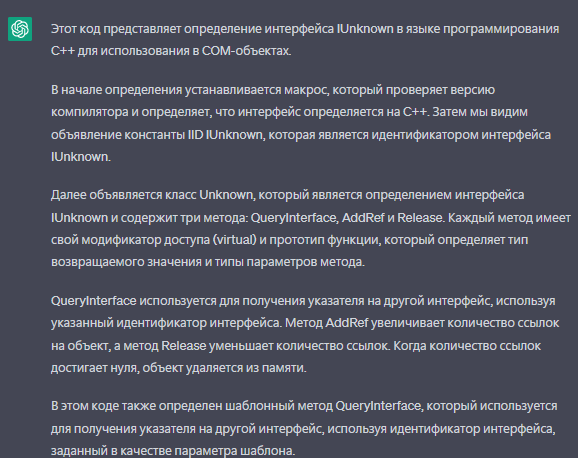 Этот код представляет определение интерфейса IUnknown в языке программирования
C++ для использования в COM-объектах.
В начале определения устанавливается макрос, который проверяет версию
компилятора и определяет, что интерфейс определяется на C++. Затем мы видим
объявление константы IID IUnknown, которая является идентификатором интерфейса
IUnknown.
Далее объявляется класс Unknown, который является определением интерфейса
IUnknown и содержит три метода: QueryInterface, AddRef и Release. Каждый метод имеет
свой модификатор доступа (virtual) и прототип функции, который определяет тип
возвращаемого значения и типы параметров метода.
QueryInterface используется для получения указателя на другой интерфейс, используя
указанный идентификатор интерфейса. Метод AddRef увеличивает количество ссылок
на объект, а метод Release уменьшает количество ссылок. Когда количество ссылок
достигает нуля, объект удаляется из памяти.
В этом коде также определен шаблонный метод QueryInterface, который используется
для получения указателя на другой интерфейс, используя идентификатор интерфейса,
заданный в качестве параметра шаблона.